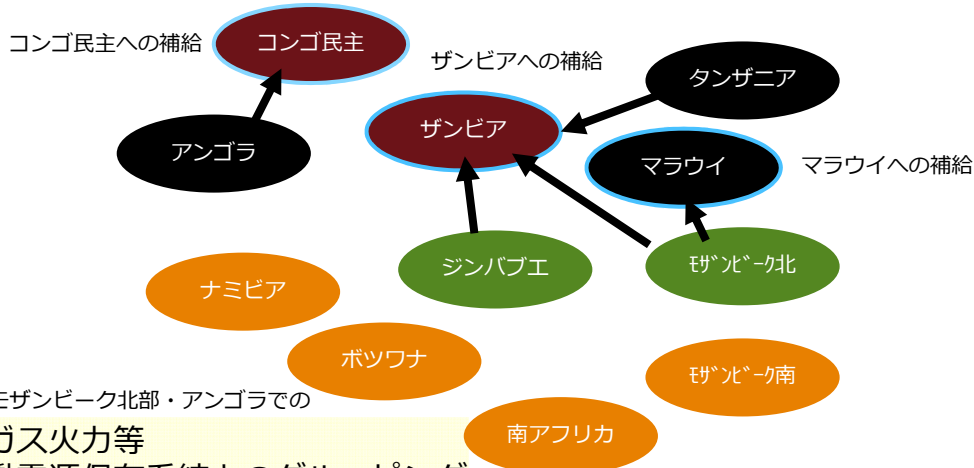 コンゴ民主への補給
コンゴ民主
ザンビアへの補給
タンザニア
ザンビア
アンゴラ
マラウイ
マラウイへの補給
ジンバブエ
ﾓｻﾞﾝﾋﾞｰｸ北
ナミビア
ボツワナ
ﾓｻﾞﾝﾋﾞｰｸ南
モザンビーク北部・アンゴラでの
ガス火力等
南アフリカ